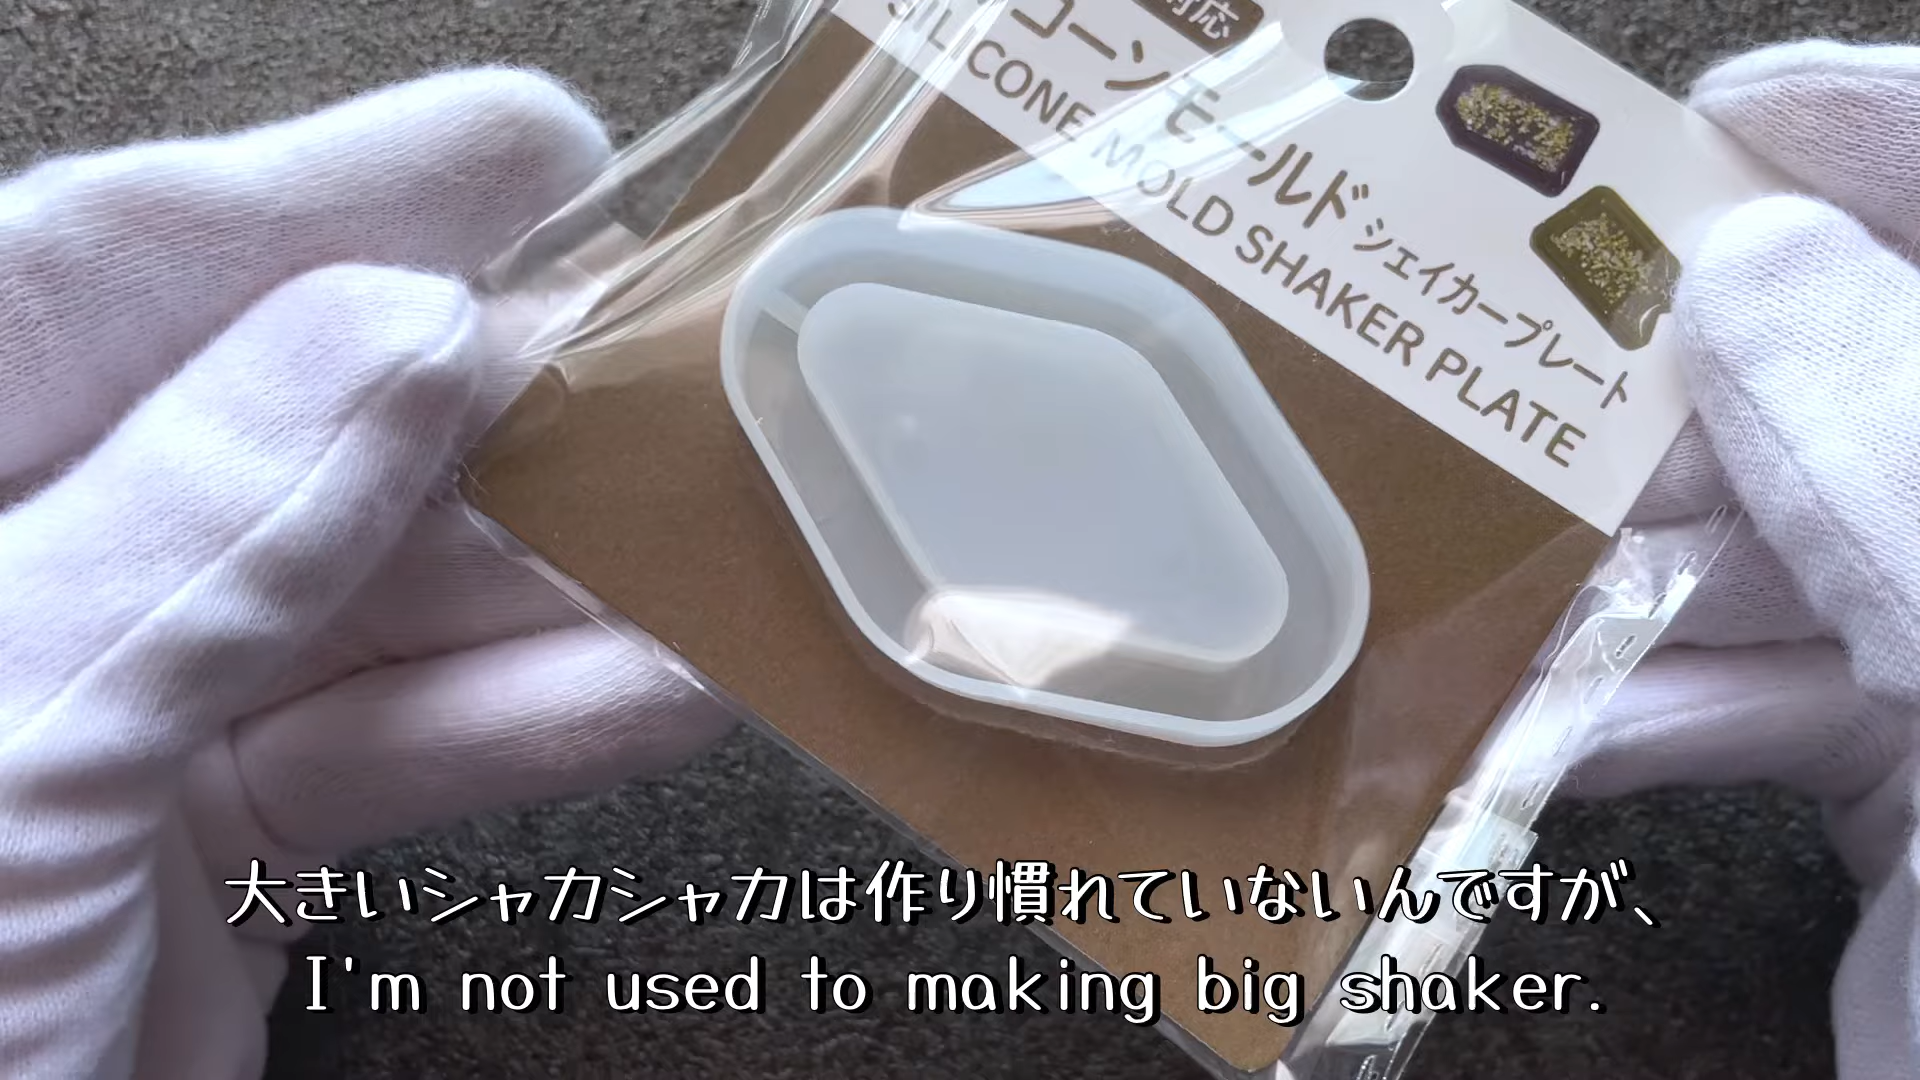 対応
コーンモールド シェイカープレート
SILICONE MOLD SHAKER PLATE
大きいシャカシャカは作り慣れていないんですが、
I'm not used to making big shaker.